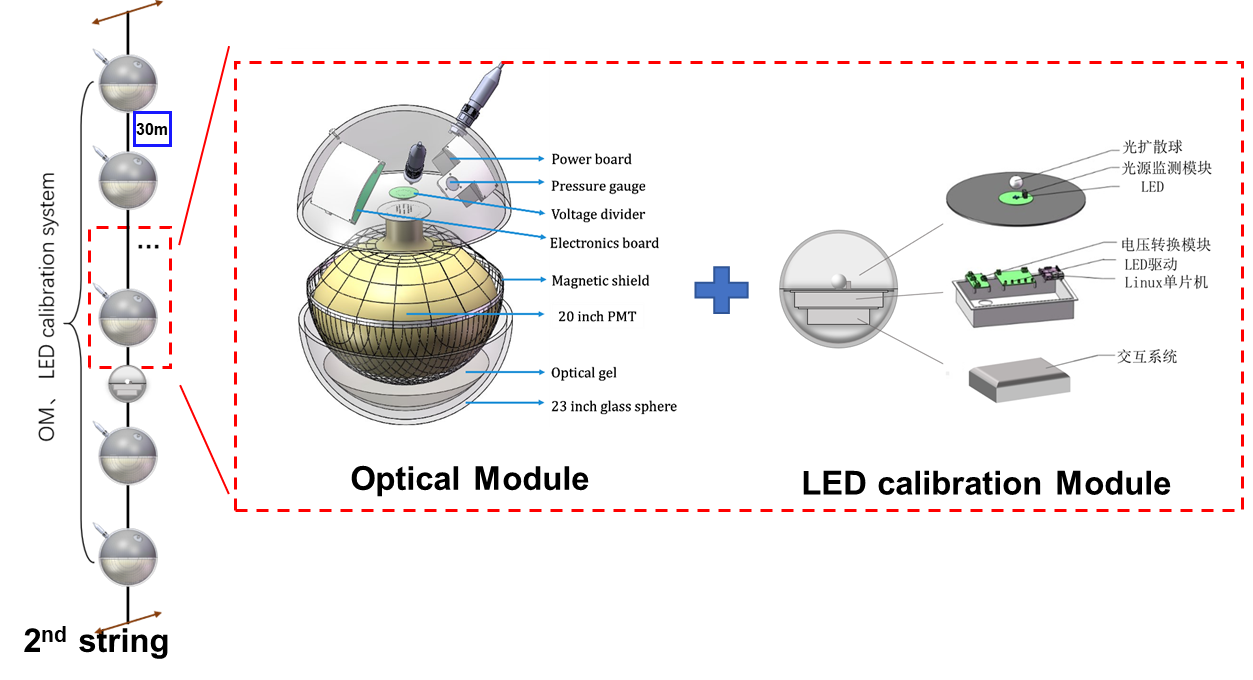 OM、 LED calibration system
30m
...
2nd string
Power board
Pressure gauge
Voltage divider
Electronics board
Magnetic shield
20 inch PMT
Optical gel
23 inch glass sphere
Optical Module
光扩散球
光源监测模块
LED
电压转换模块
LED驱动
Linux单片机
交互系统
LED calibration Module